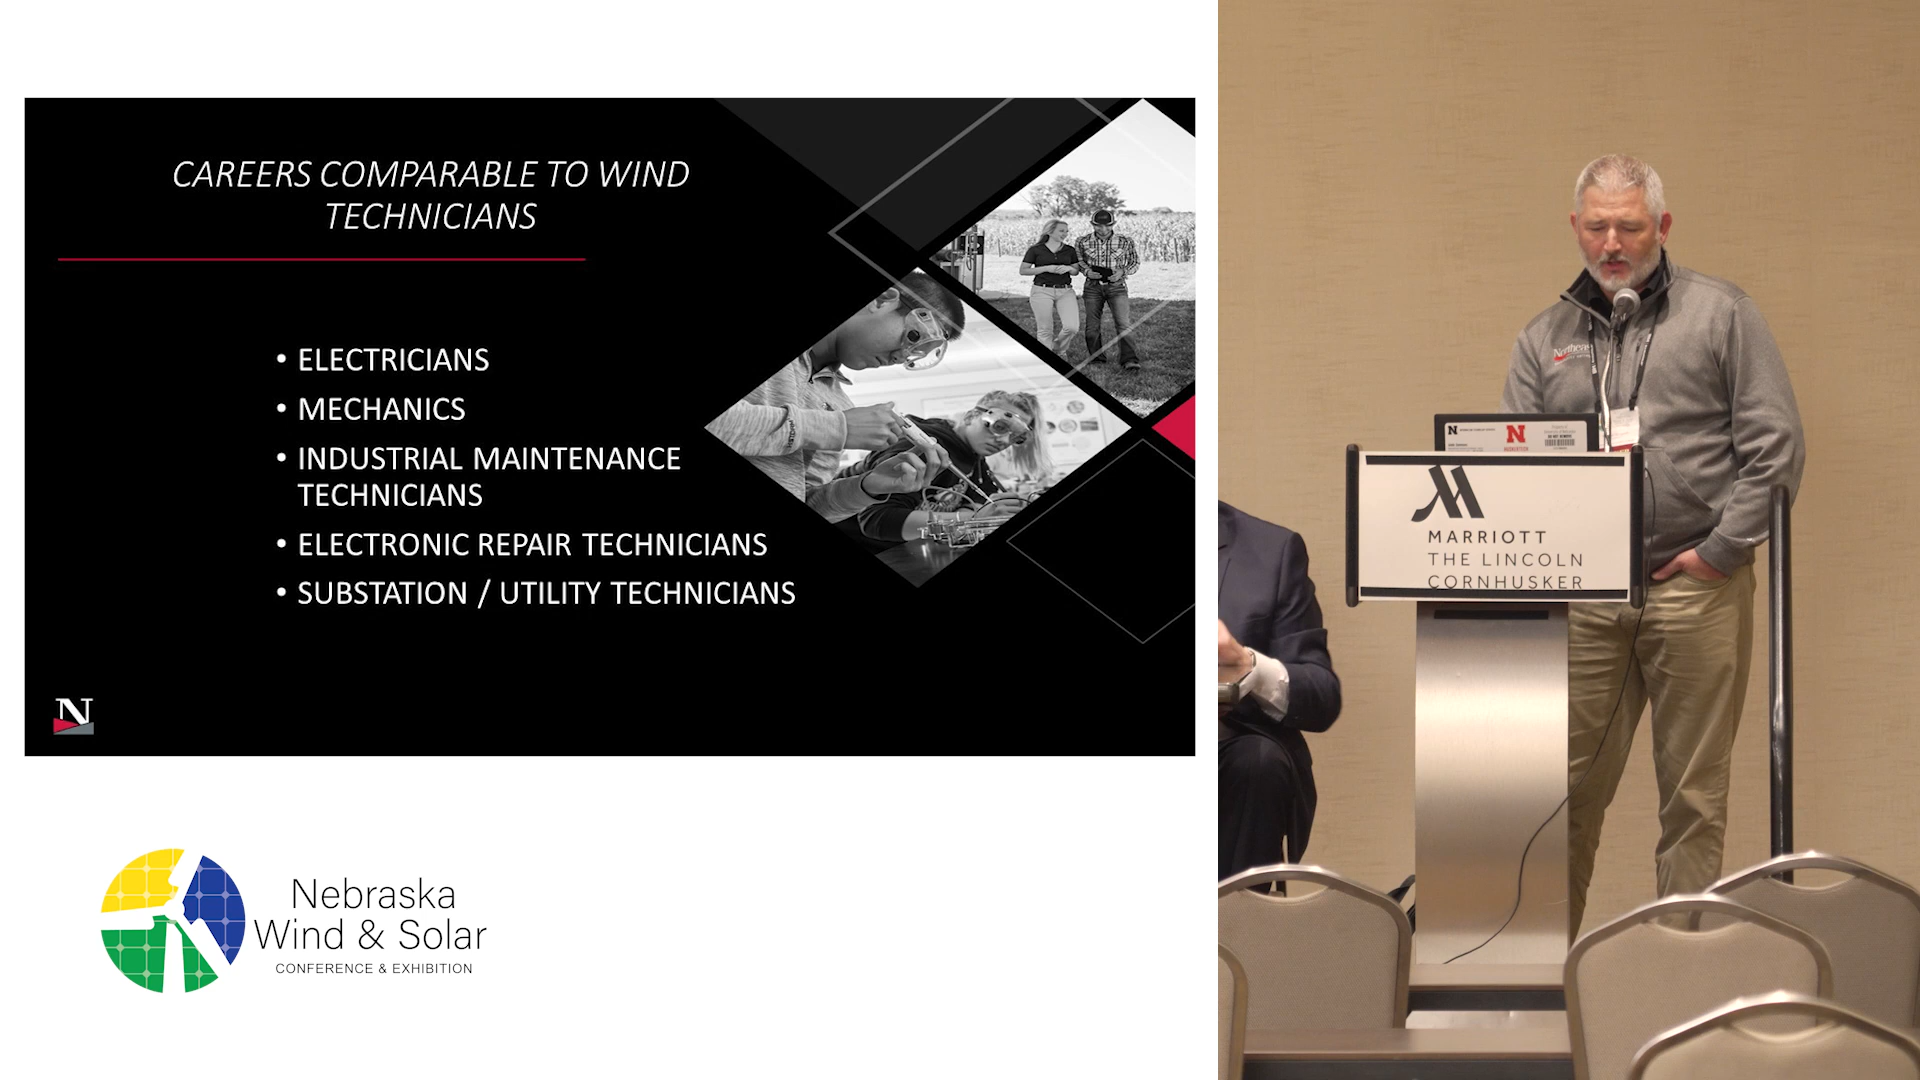 CAREERS COMPARABLE TO WIND
TECHNICIANS
• ELECTRICIANS
• MECHANICS
• INDUSTRIAL MAINTENANCE
TECHNICIANS
• ELECTRONIC REPAIR TECHNICIANS
• SUBSTATION / UTILITY TECHNICIANS
N
Nebraska
Wind & Solar
CONFERENCE & EXHIBITION
N
N
MARRIOTT
THE LINCOLN
CORNHUSKER